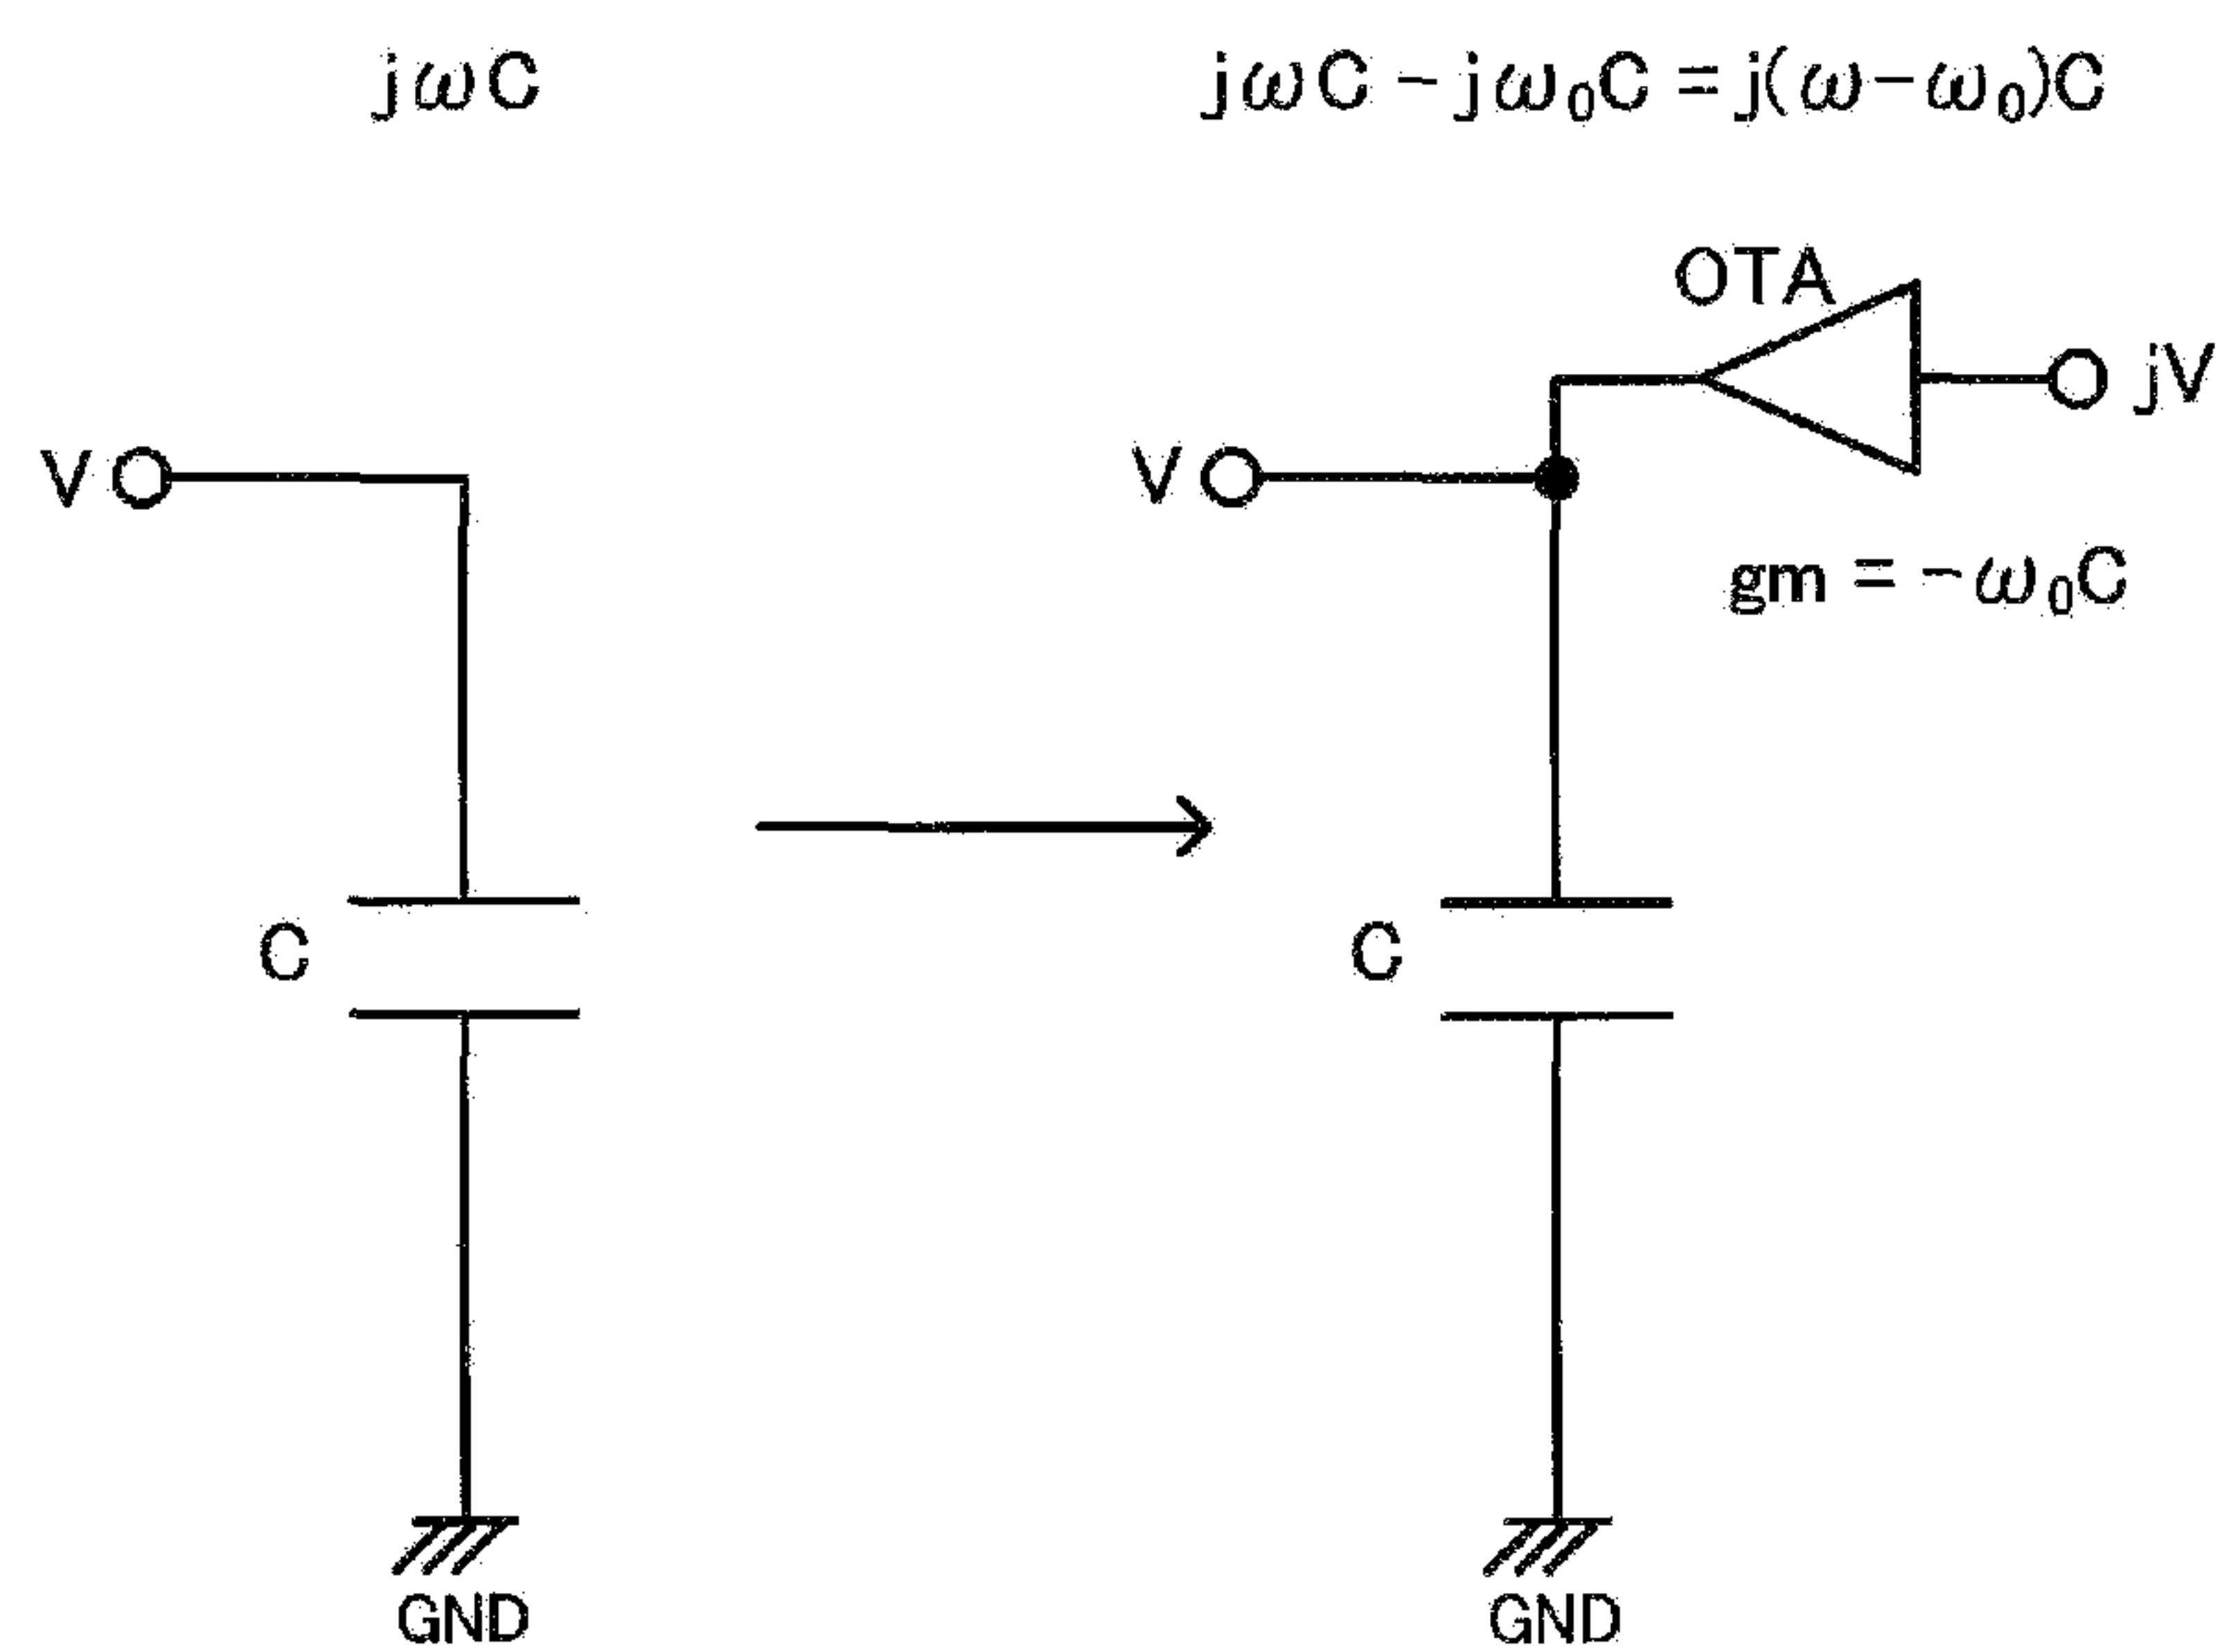 jωC
jωC - jω₀C = j(ω-ω₀)C
OTA
jV
V
V
gm = -ω₀C
C
C
GND
GND